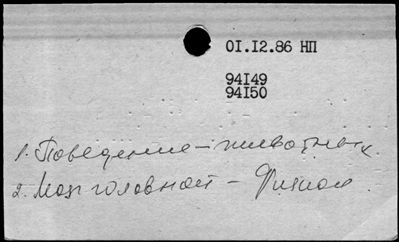 01.12.86 НП
94149
94150
1. Поведение — животных.
2. Мозг головной — Физиол.